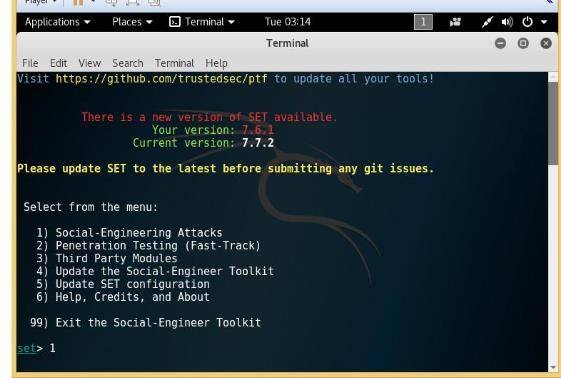 Player
Applications Places Terminal Tue 03:14 1
Terminal
File Edit View Search Terminal Help
Visit https://github.com/trustedsec/ptf to update all your tools!
There is a new version of SET available.
Your version: 7.6.1
Current version: 7.7.2
Please update SET to the latest before submitting any git issues.
Select from the menu:
1) Social-Engineering Attacks
2) Penetration Testing (Fast-Track)
3) Third Party Modules
4) Update the Social-Engineer Toolkit
5) Update SET configuration
6) Help, Credits, and About
99) Exit the Social-Engineer Toolkit
set> 1